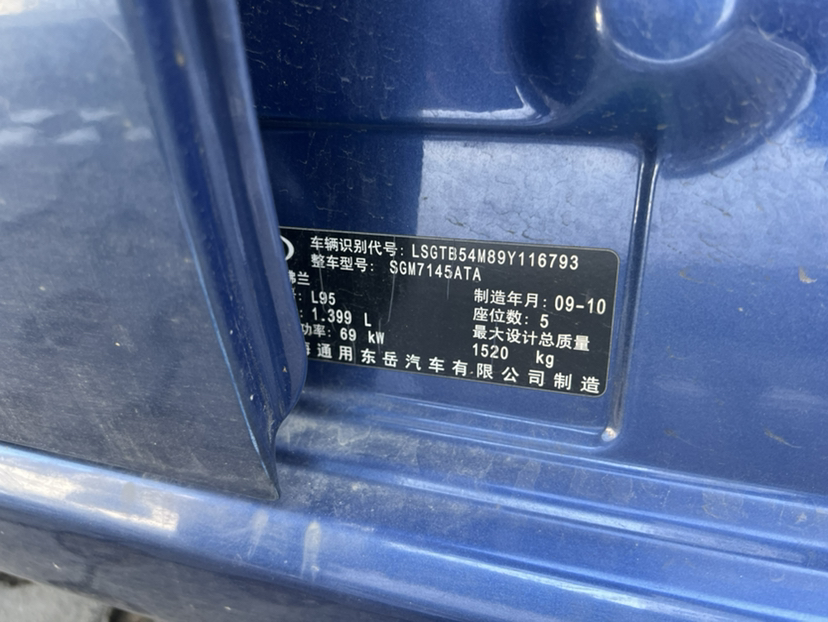 车辆识别代号: LSGTB54M89Y116793
整车型号: SGM7145ATA
兰
: L95
制造年月: 09-10
: 1.399 L
座位数: 5
功率: 69 kW
最大设计总质量
1520 kg
通用东岳汽车有限公司制造